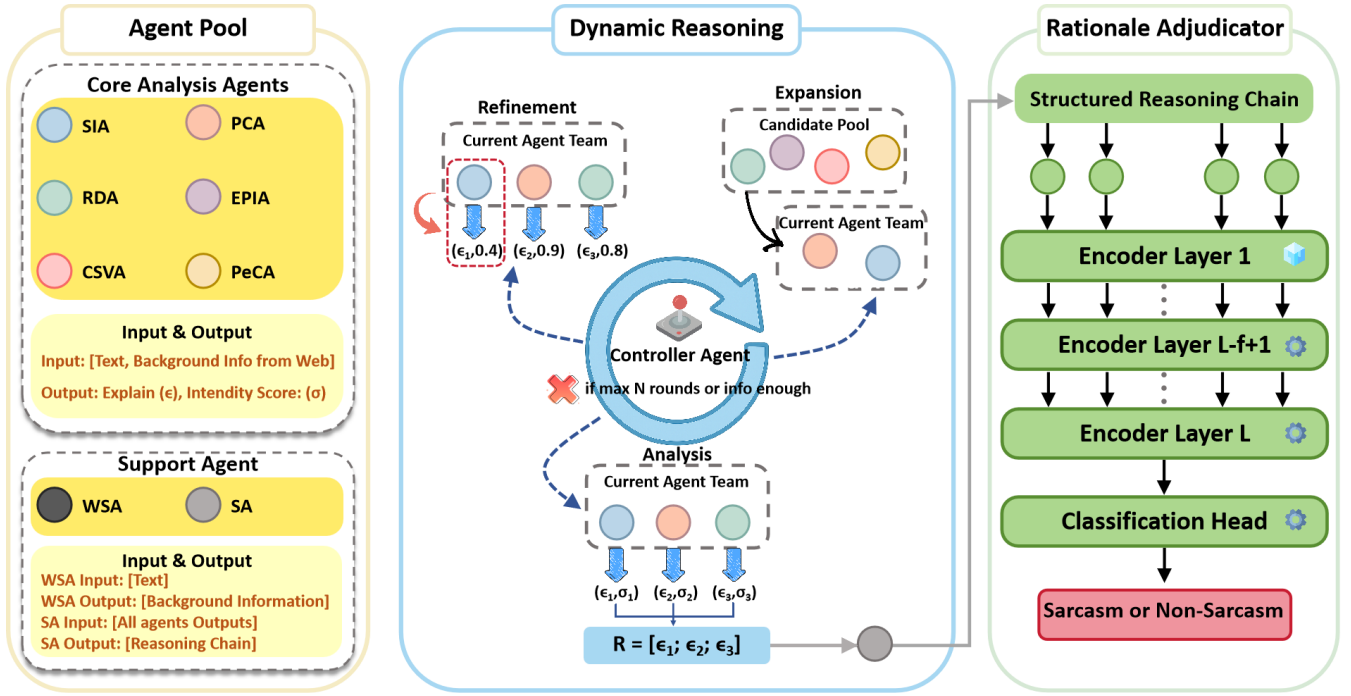 Agent Pool
Core Analysis Agents
SIA
PCA
RDA
EPIA
CSVA
PeCA
Input & Output
Input: [Text, Background Info from Web]
Output: Explain (ϵ), Intendity Score: (σ)
Support Agent
WSA
SA
Input & Output
WSA Input: [Text]
WSA Output: [Background Information]
SA Input: [All agents Outputs]
SA Output: [Reasoning Chain]
Dynamic Reasoning
Refinement
Current Agent Team
(ϵ₁,0.4)
(ϵ₂,0.9)
(ϵ₃,0.8)
Expansion
Candidate Pool
Current Agent Team
Controller Agent
if max N rounds or info enough
Analysis
Current Agent Team
(ϵ₁,σ₁)
(ϵ₂,σ₂)
(ϵ₃,σ₃)
R = [ϵ₁; ϵ₂; ϵ₃]
Rationale Adjudicator
Structured Reasoning Chain
Encoder Layer 1
Encoder Layer L-f+1
Encoder Layer L
Classification Head
Sarcasm or Non-Sarcasm